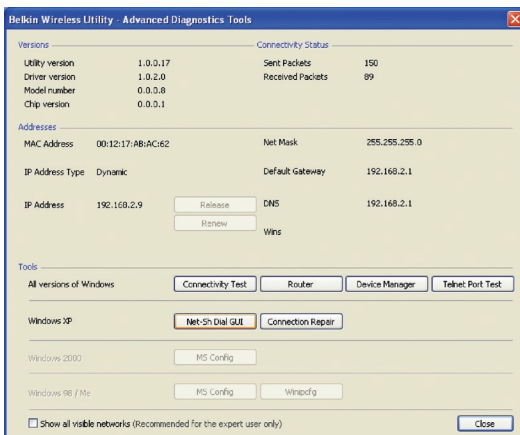 Belkin Wireless Utility - Advanced Diagnostics Tools
Versions
Utility version 1.0.0.17
Driver version 1.0.2.0
Model number 0.0.0.8
Chip version 0.0.0.1
Connectivity Status
Sent Packets 150
Received Packets 89
Addresses
MAC Address 00:12:17:AB:AC:62
IP Address Type Dynamic
IP Address 192.168.2.9
Release
Renew
Net Mask 255.255.255.0
Default Gateway 192.168.2.1
DNS 192.168.2.1
Wins
Tools
All versions of Windows Connectivity Test Router Device Manager Telnet Port Test
Windows XP Net-Sh Dial GUI Connection Repair
Windows 2000 MS Config
Windows 98 / Me MS Config Winipcfg
Show all visible networks (Recommended for the expert user only) Close